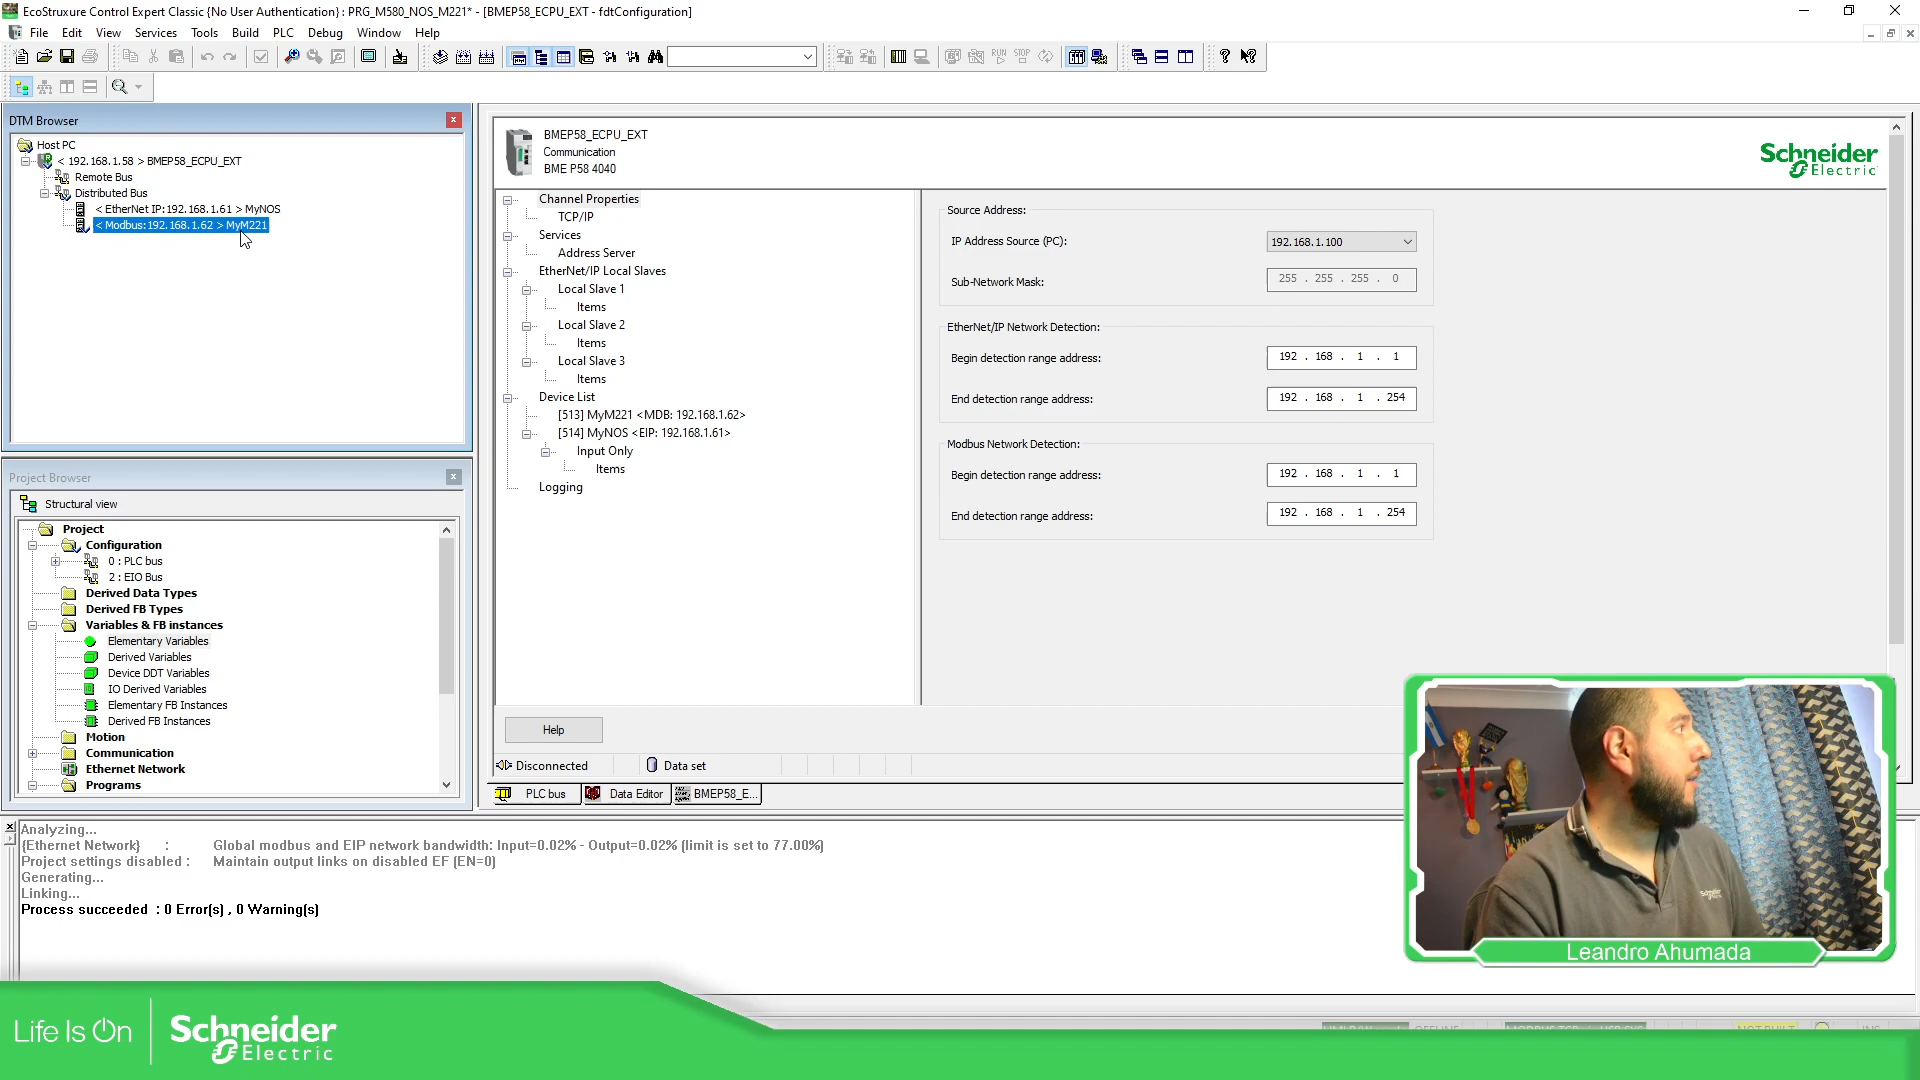 EcoStruxure Control Expert Classic {No User Authentication} : PRG_M580_NOS_M221* - [BMEP58_ECPU_EXT - fdtConfiguration]
File Edit View Services Tools Build PLC Debug Window Help
DTM Browser
Host PC
< 192.168.1.58 > BMEP58_ECPU_EXT
Remote Bus
Distributed Bus
< EtherNet IP:192.168.1.61 > MyNOS
< Modbus:192.168.1.62 > MyM221
Project Browser
Structural view
Project
Configuration
0 : PLC bus
2 : EIO Bus
Derived Data Types
Derived FB Types
Variables & FB instances
Elementary Variables
Derived Variables
Device DDT Variables
IO Derived Variables
Elementary FB Instances
Derived FB Instances
Motion
Communication
Ethernet Network
Programs
BMEP58_ECPU_EXT
Communication
BME P58 4040
Schneider
Electric
Channel Properties
TCP/IP
Services
Address Server
EtherNet/IP Local Slaves
Local Slave 1
Items
Local Slave 2
Items
Local Slave 3
Items
Device List
[513] MyM221 <MDB: 192.168.1.62>
[514] MyNOS <EIP: 192.168.1.61>
Input Only
Items
Logging
Source Address:
IP Address Source (PC): 192.168.1.100
Sub-Network Mask: 255 . 255 . 255 . 0
EtherNet/IP Network Detection:
Begin detection range address: 192 . 168 . 1 . 1
End detection range address: 192 . 168 . 1 . 254
Modbus Network Detection:
Begin detection range address: 192 . 168 . 1 . 1
End detection range address: 192 . 168 . 1 . 254
Help
Disconnected Data set
PLC bus Data Editor BMEP58_E...
Analyzing...
{Ethernet Network} : Global modbus and EIP network bandwidth: Input=0.02% - Output=0.02% (limit is set to 77.00%)
Project settings disabled : Maintain output links on disabled EF (EN=0)
Generating...
Linking...
Process succeeded : 0 Error(s) , 0 Warning(s)
Leandro Ahumada
Life Is On
Schneider
Electric